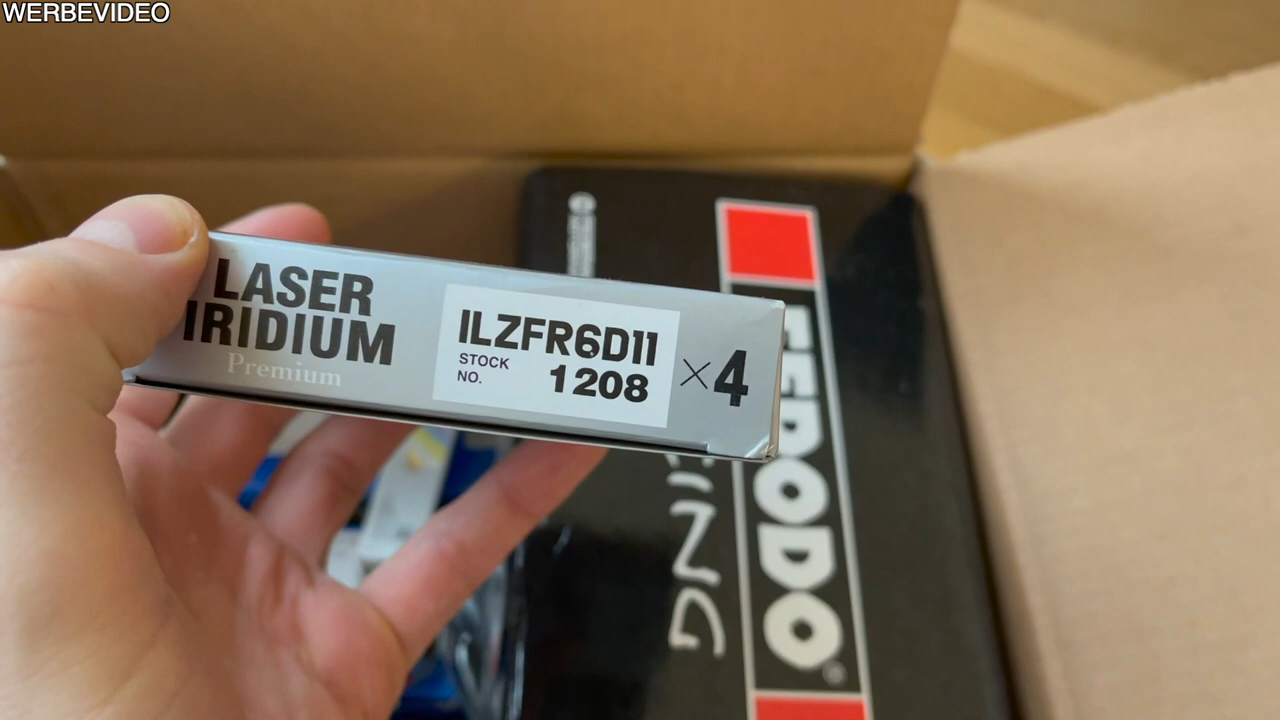 WERBEVIDEO
LASER
IRIDIUM
Premium
ILZFR6D11
STOCK
NO.
1208
×4
FERODO